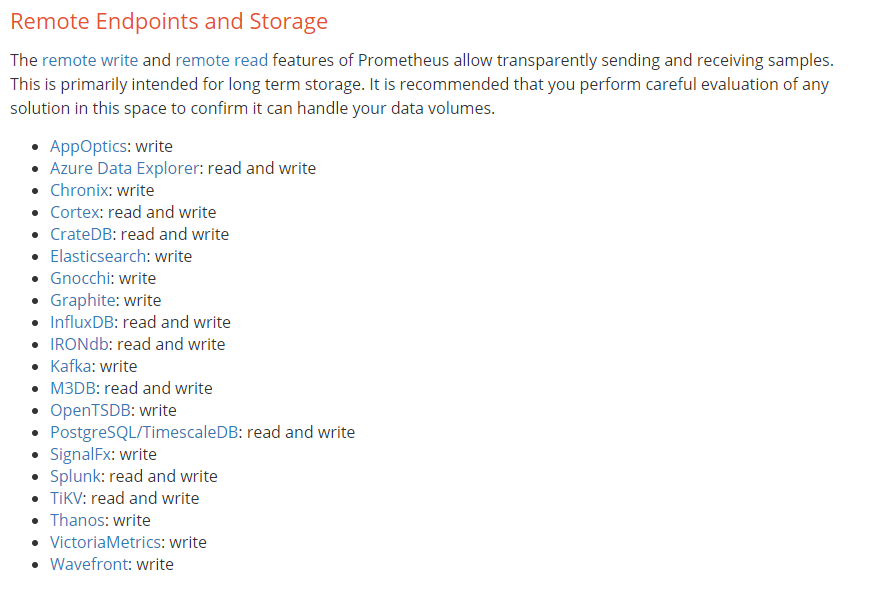 Remote Endpoints and Storage
The remote write and remote read features of Prometheus allow transparently sending and receiving samples.
This is primarily intended for long term storage. It is recommended that you perform careful evaluation of any
solution in this space to confirm it can handle your data volumes.
• AppOptics: write
• Azure Data Explorer: read and write
• Chronix: write
• Cortex: read and write
• CrateDB: read and write
• Elasticsearch: write
• Gnocchi: write
• Graphite: write
• InfluxDB: read and write
• IRONdb: read and write
• Kafka: write
• M3DB: read and write
• OpenTSDB: write
• PostgreSQL/TimescaleDB: read and write
• SignalFx: write
• Splunk: read and write
• TiKV: read and write
• Thanos: write
• VictoriaMetrics: write
• Wavefront: write